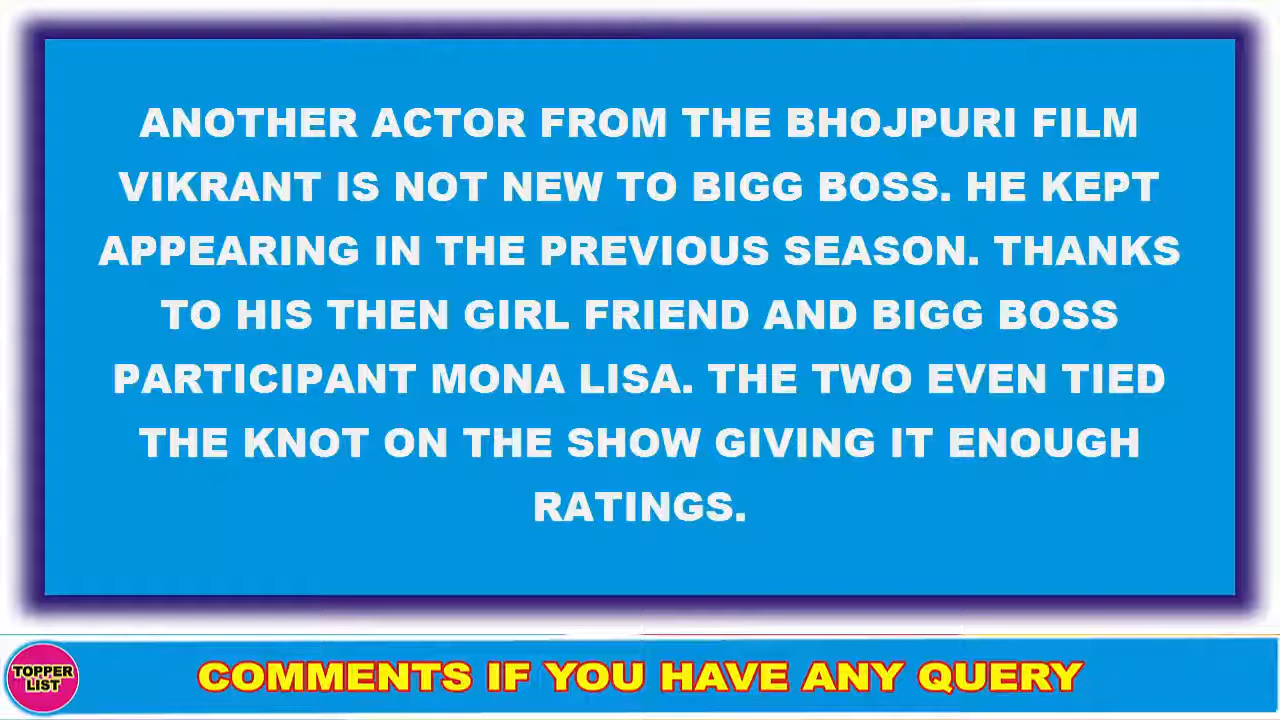 ANOTHER ACTOR FROM THE BHOJPURI FILM
VIKRANT IS NOT NEW TO BIGG BOSS. HE KEPT
APPEARING IN THE PREVIOUS SEASON. THANKS
TO HIS THEN GIRL FRIEND AND BIGG BOSS
PARTICIPANT MONA LISA. THE TWO EVEN TIED
THE KNOT ON THE SHOW GIVING IT ENOUGH
RATINGS.
TOPPER
LIST
COMMENTS IF YOU HAVE ANY QUERY